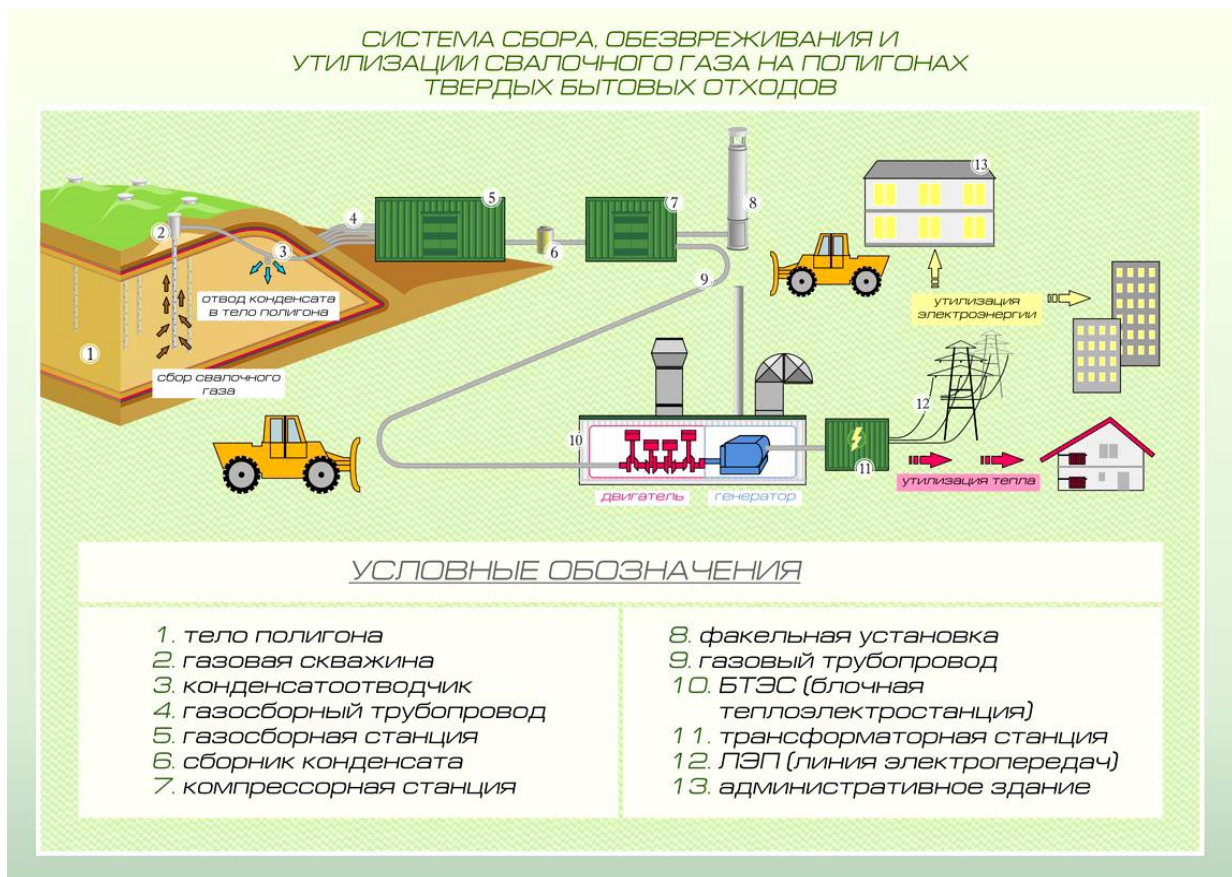 СИСТЕМА СБОРА, ОБЕЗВРЕЖИВАНИЯ И
УТИЛИЗАЦИИ СВАЛОЧНОГО ГАЗА НА ПОЛИГОНАХ
ТВЕРДЫХ БЫТОВЫХ ОТХОДОВ
1
2
3
4
5
6
7
8
9
10
11
12
13
отвод конденсата
в тело полигона
сбор свалочного
газа
утилизация
электроэнергии
двигатель
генератор
утилизация тепла
УСЛОВНЫЕ ОБОЗНАЧЕНИЯ
1. тело полигона
2. газовая скважина
3. конденсатоотводчик
4. газосборный трубопровод
5. газосборная станция
6. сборник конденсата
7. компрессорная станция
8. факельная установка
9. газовый трубопровод
10. БТЭС (блочная
теплоэлектростанция)
11. трансформаторная станция
12. ЛЭП (линия электропередач)
13. административное здание